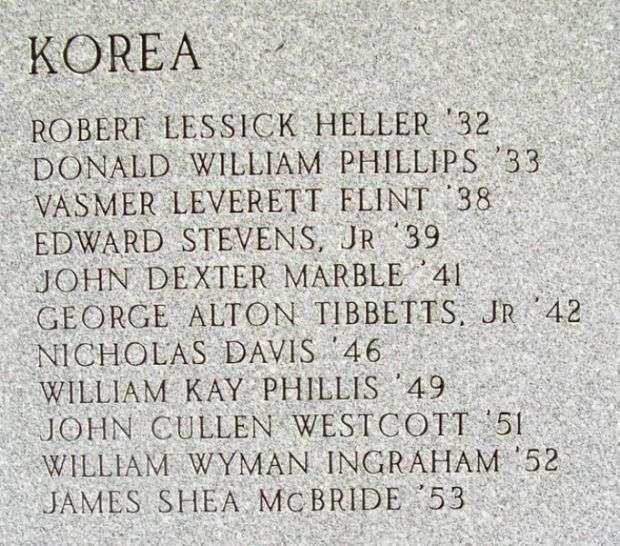 KOREA
ROBERT LESSICK HELLER '32
DONALD WILLIAM PHILLIPS '33
VASMER LEVERETT FLINT '38
EDWARD STEVENS, JR '39
JOHN DEXTER MARBLE '41
GEORGE ALTON TIBBETTS, JR '42
NICHOLAS DAVIS '46
WILLIAM KAY PHILLIS '49
JOHN CULLEN WESTCOTT '51
WILLIAM WYMAN INGRAHAM '52
JAMES SHEA McBRIDE '53